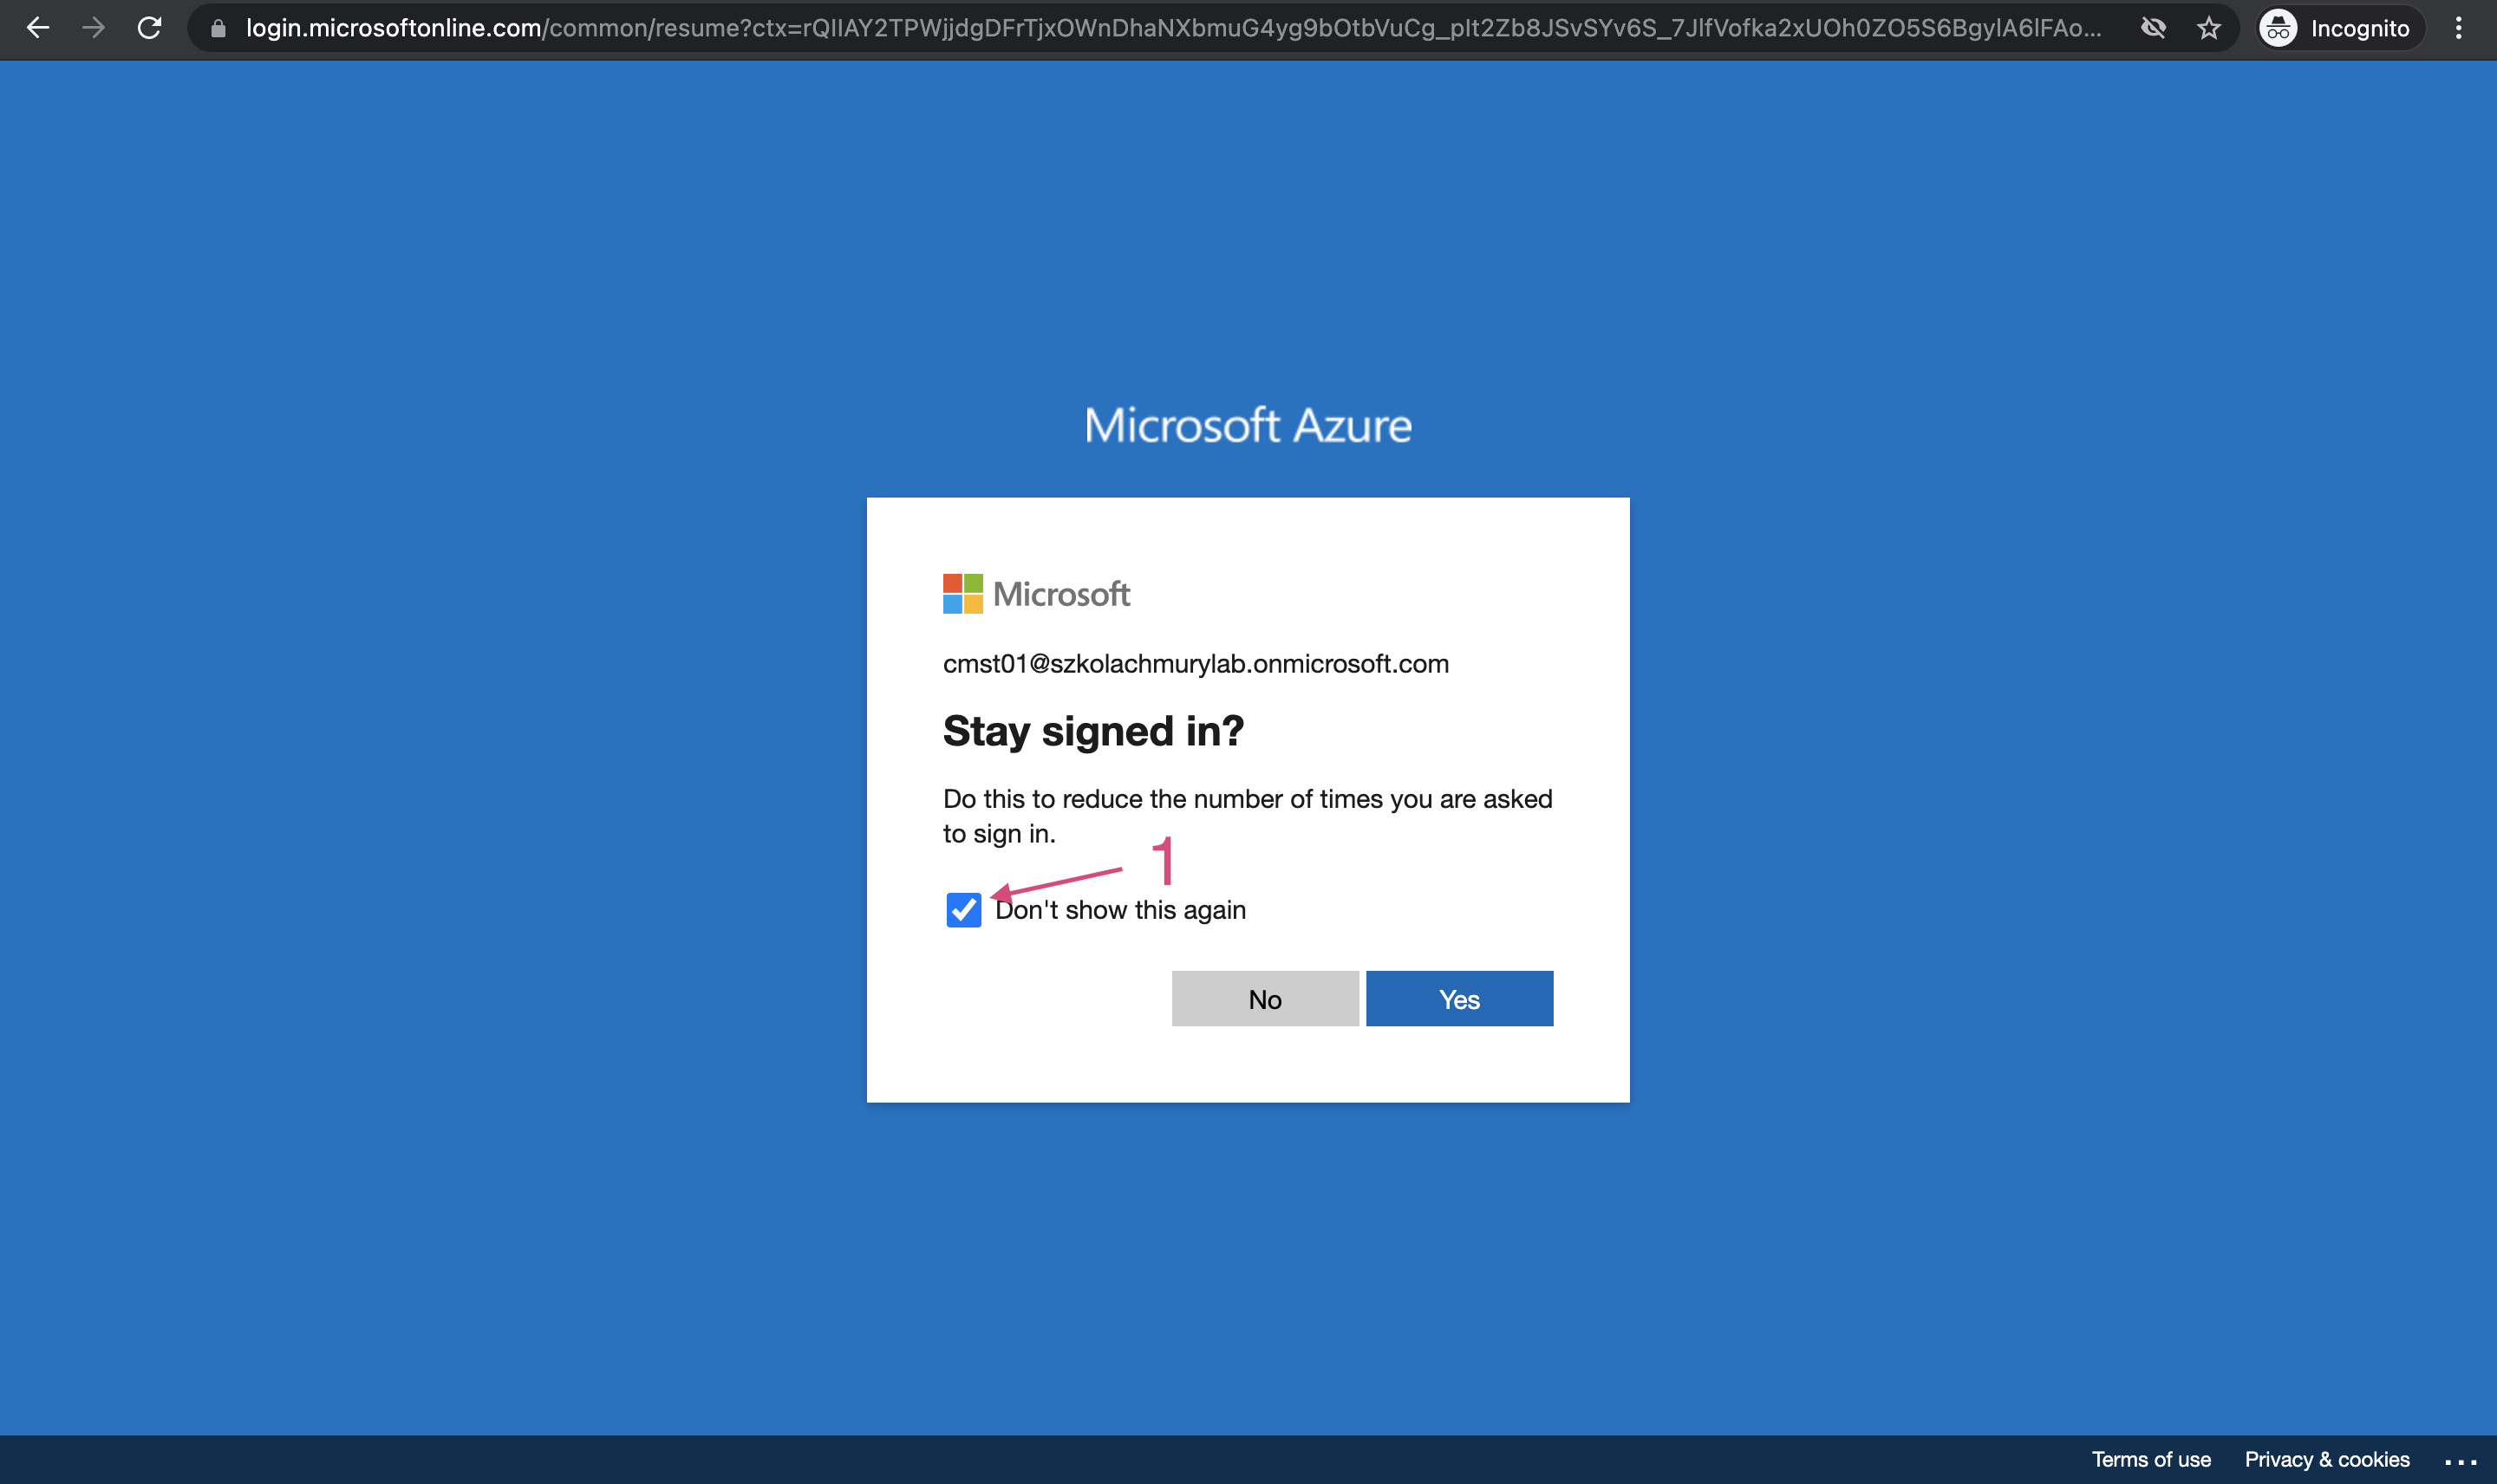 login.microsoftonline.com/common/resume?ctx=rQIIAY2TPWjjdgDFrTjxOWnDhaNXbmuG4yg9bOtbVuCg_pIt2Zb8JSvSYv6S_7JlfVofka2xUOh0ZO5S6BgylA6lFAo... Incognito
Microsoft Azure
Microsoft
cmst01@szkolachmurylab.onmicrosoft.com
Stay signed in?
Do this to reduce the number of times you are asked
to sign in.
1
Don't show this again
No Yes
Terms of use Privacy & cookies ...